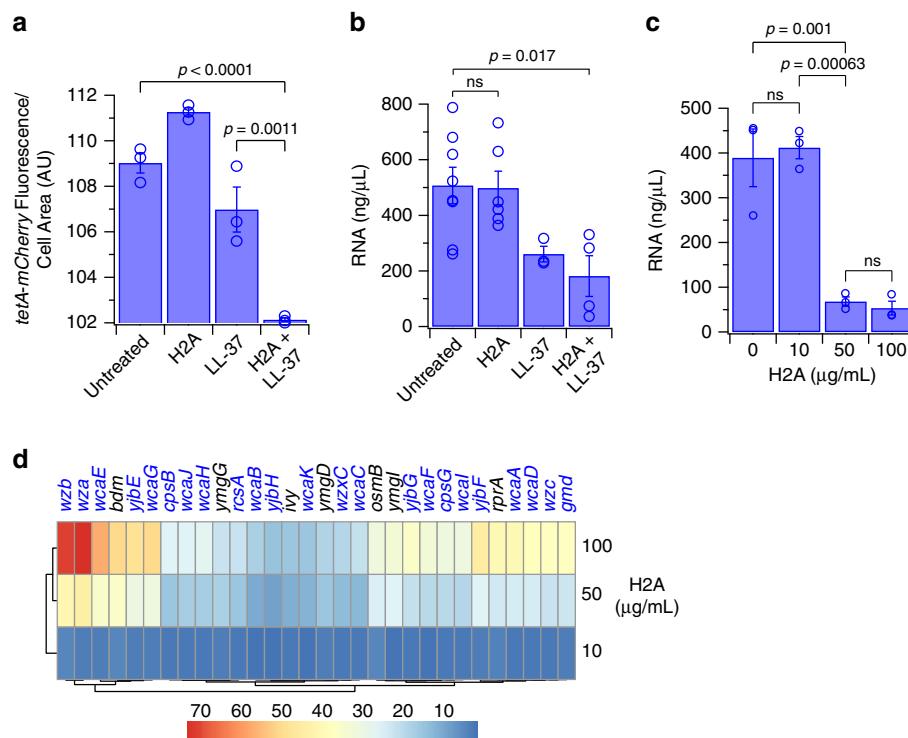 a
p < 0.0001
p = 0.0011
tetA-mCherry Fluorescence/
Cell Area (AU)
112
110
108
106
104
102
Untreated
H2A
LL-37
H2A +
LL-37
b
p = 0.017
ns
RNA (ng/μL)
800
600
400
200
0
Untreated
H2A
LL-37
H2A +
LL-37
c
p = 0.001
p = 0.00063
ns
ns
RNA (ng/μL)
500
400
300
200
100
0
0 10 50 100
H2A (μg/mL)
d
wzb wza wcaE bdm yjbE wcaG cpsB wcaJ wcaH ymgG rcsA wcaB yjbH ivy wcaK ymgD wzxC wcaC osmB ymgI yjbG wcaF cpsG wcaI yjbF rprA wcaA wcaD wzc gmd
100
50
10
H2A
(μg/mL)
70 60 50 40 30 20 10